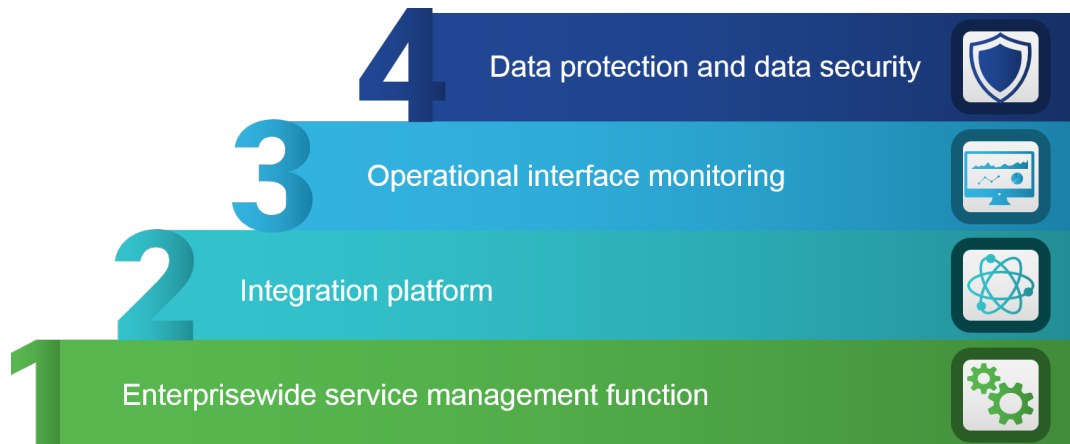 4 Data protection and data security
3 Operational interface monitoring
2 Integration platform
1 Enterprisewide service management function